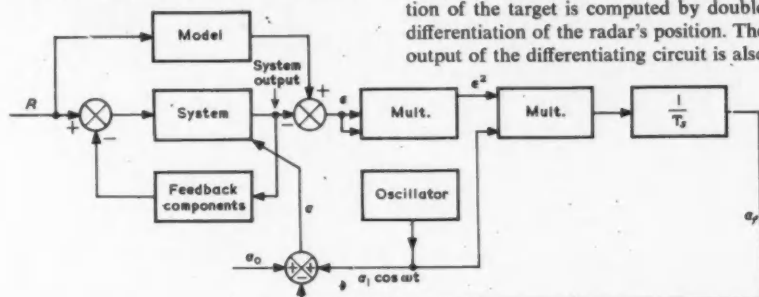 tion of the target is computed by double
differentiation of the radar's position. The
output of the differentiating circuit is also
Model
System
output
R
+
−
System
−
+
ϵ
Mult.
ϵ²
Mult.
1
Ts
Feedback
components
a
Oscillator
a₀
+
+
−
a₁ cos ωt
a𝑓